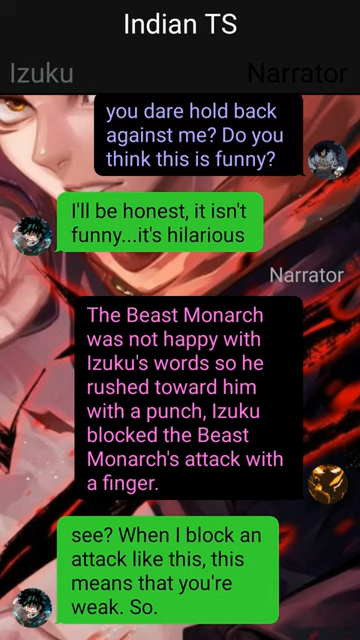 Indian TS
Izuku
Narrator
you dare hold back
against me? Do you
think this is funny?
I'll be honest, it isn't
funny...it's hilarious
Narrator
The Beast Monarch
was not happy with
Izuku's words so he
rushed toward him
with a punch, Izuku
blocked the Beast
Monarch's attack with
a finger.
see? When I block an
attack like this, this
means that you're
weak. So.